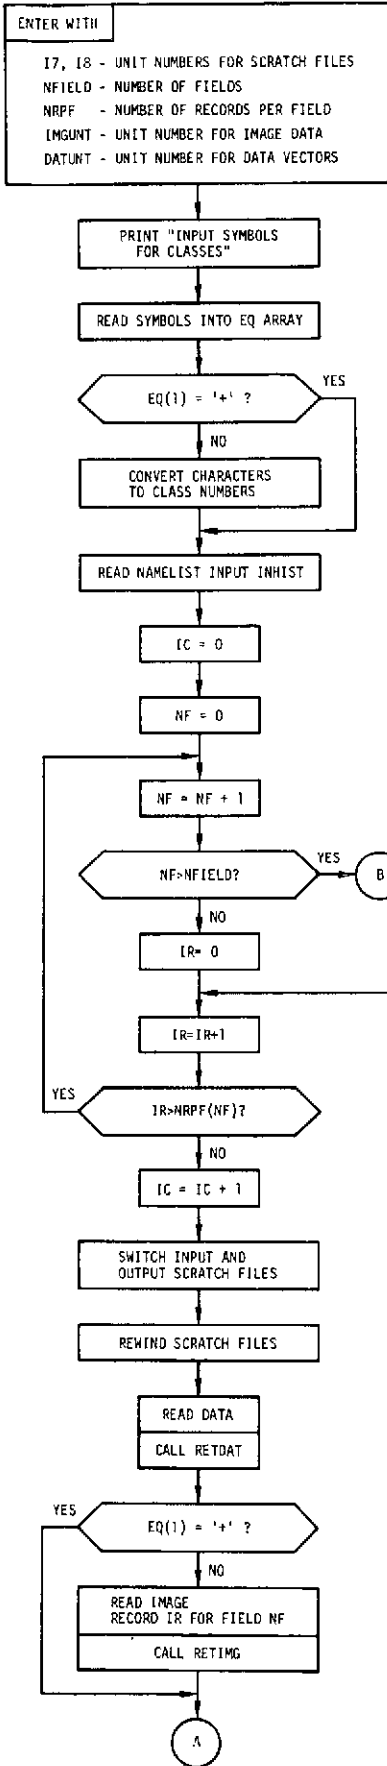 ENTER WITH
I7, I8 - UNIT NUMBERS FOR SCRATCH FILES
NFIELD - NUMBER OF FIELDS
NRPF - NUMBER OF RECORDS PER FIELD
IMGUNT - UNIT NUMBER FOR IMAGE DATA
DATUNT - UNIT NUMBER FOR DATA VECTORS
PRINT "INPUT SYMBOLS
FOR CLASSES"
READ SYMBOLS INTO EQ ARRAY
EQ(1) = '+' ?
YES
NO
CONVERT CHARACTERS
TO CLASS NUMBERS
READ NAMELIST INPUT INHIST
IC = 0
NF = 0
NF = NF + 1
NF>NFIELD?
YES
B
NO
IR= 0
IR=IR+1
YES
IR>NRPF(NF)?
NO
IC = IC + 1
SWITCH INPUT AND
OUTPUT SCRATCH FILES
REWIND SCRATCH FILES
READ DATA
CALL RETDAT
YES
EQ(1) = '+' ?
NO
READ IMAGE
RECORD IR FOR FIELD NF
CALL RETIMG
A